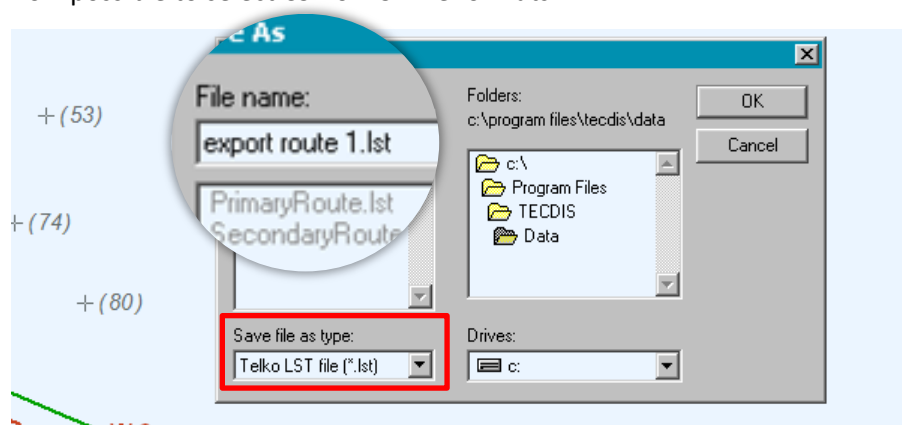 e As
File name:
export route 1.lst
PrimaryRoute.lst
SecondaryRoute
Folders:
c:\program files\tecdis\data
c:\
Program Files
TECDIS
Data
OK
Cancel
Save file as type:
Telko LST file (*.lst)
Drives:
c:
+(53)
+(74)
+(80)